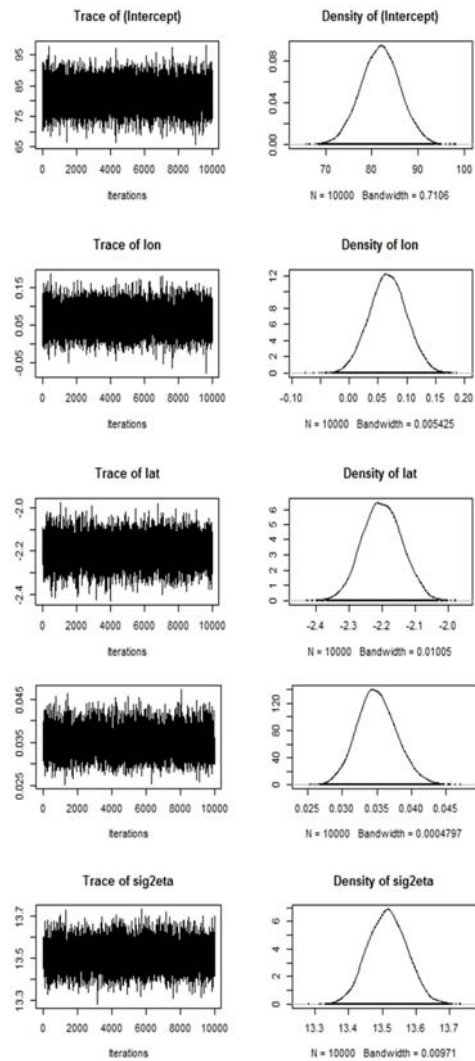 Trace of (Intercept)
Density of (Intercept)
65 75 85 95
0.00 0.04 0.08
0 2000 4000 6000 8000 10000
70 80 90 100
Iterations
N = 10000 Bandwidth = 0.7106
Trace of lon
Density of lon
-0.05 0.05 0.15
0 2 4 6 8 12
0 2000 4000 6000 8000 10000
-0.10 0.00 0.05 0.10 0.15 0.20
Iterations
N = 10000 Bandwidth = 0.005425
Trace of lat
Density of lat
-2.4 -2.2 -2.0
0 1 2 3 4 5 6
0 2000 4000 6000 8000 10000
-2.4 -2.3 -2.2 -2.1 -2.0
Iterations
N = 10000 Bandwidth = 0.01005
0.025 0.035 0.045
0 40 80 120
0 2000 4000 6000 8000 10000
0.025 0.030 0.035 0.040 0.045
Iterations
N = 10000 Bandwidth = 0.0004797
Trace of sig2eta
Density of sig2eta
13.3 13.5 13.7
0 2 4 6
0 2000 4000 6000 8000 10000
13.3 13.4 13.5 13.6 13.7
Iterations
N = 10000 Bandwidth = 0.00971